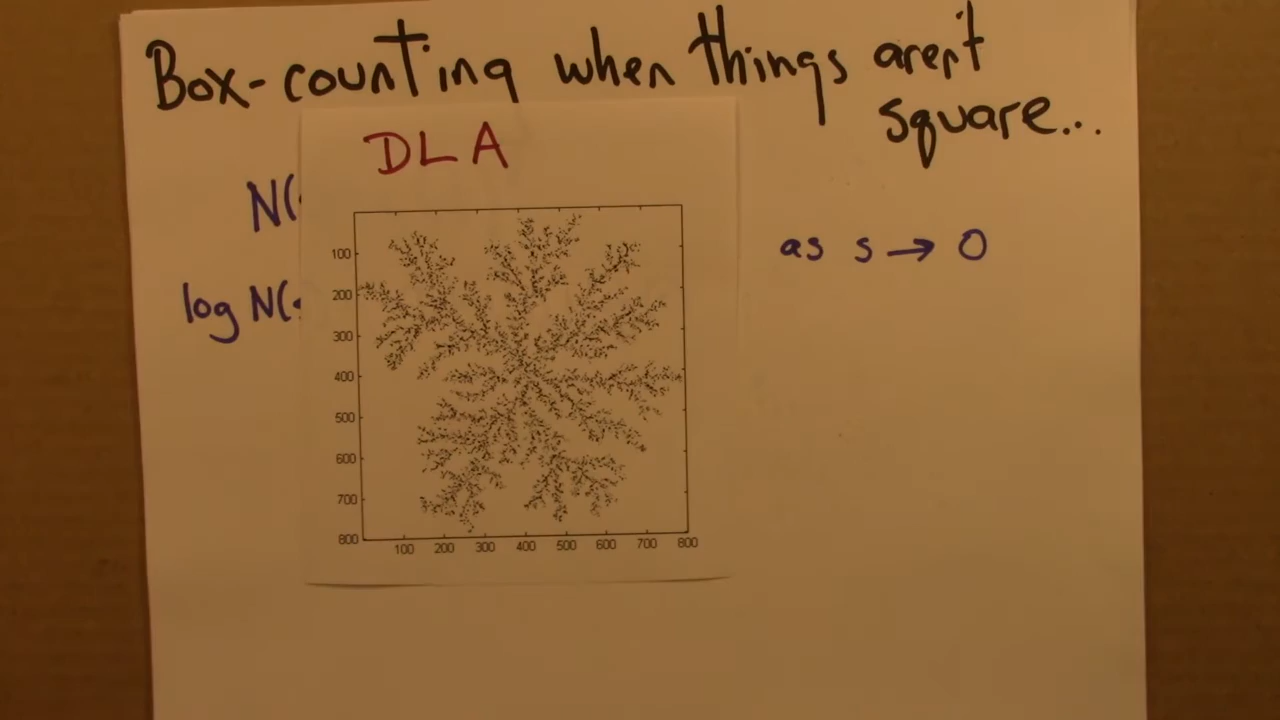 Box-counting when things aren't
square...
DLA
N(
as s → 0
log N(
100
200
300
400
500
600
700
800
100 200 300 400 500 600 700 800